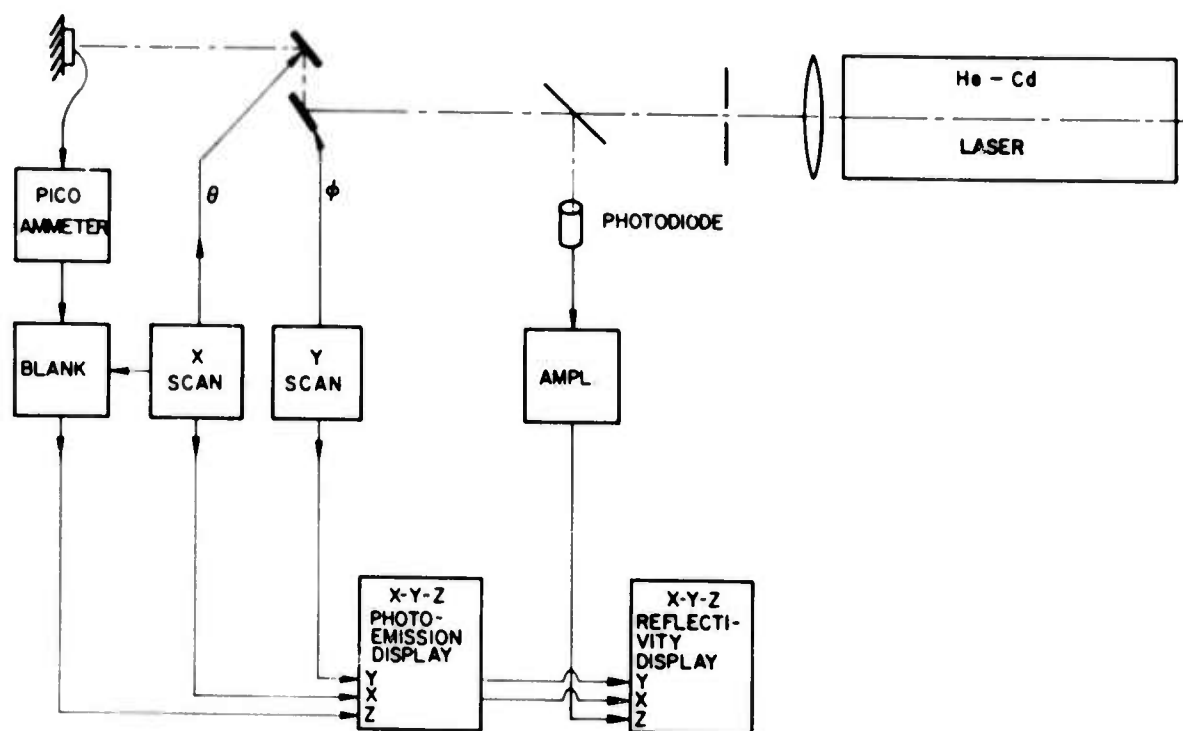 He - Cd
LASER
PICO
AMMETER
θ
ϕ
PHOTODIODE
BLANK
X
SCAN
Y
SCAN
AMPL
X-Y-Z
PHOTO-
EMISSION
DISPLAY
Y
X
Z
X-Y-Z
REFLECTI-
VITY
DISPLAY
Y
X
Z